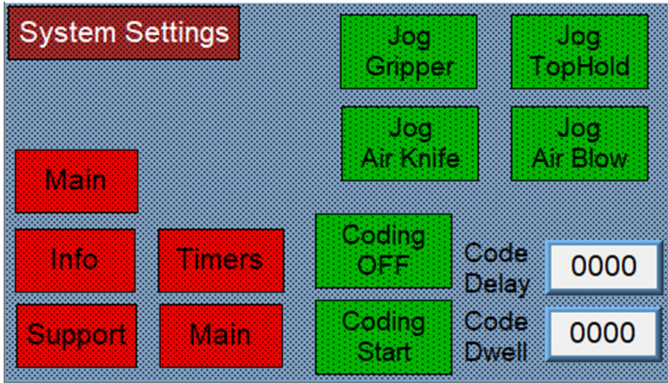 System Settings
Jog
Gripper
Jog
TopHold
Jog
Air Knife
Jog
Air Blow
Main
Info
Timers
Coding
OFF
Code
Delay
0000
Support
Main
Coding
Start
Code
Dwell
0000